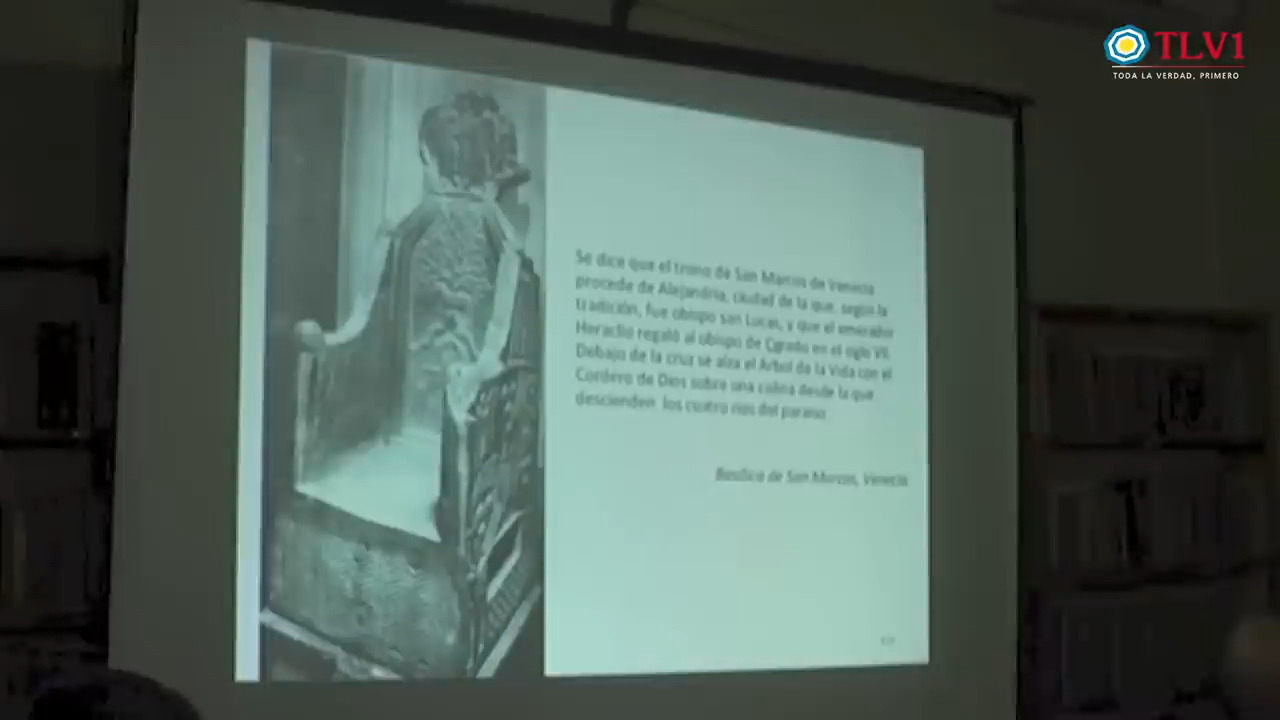 TLV1
TODA LA VERDAD, PRIMERO
Se dice que el trono de San Marcos de Venecia
procede de Alejandría, ciudad de la que, según la
tradición, fue obispo san Lucas, y que el emerador
Heraclio regaló al obispo de Cgrado en el siglo VII.
Debajo de la cruz se alza el Árbol de la Vida con el
Cordero de Dios sobre una colina desde la que
descienden los cuatro ríos del paraíso
Basílica de San Marcos, Venecia